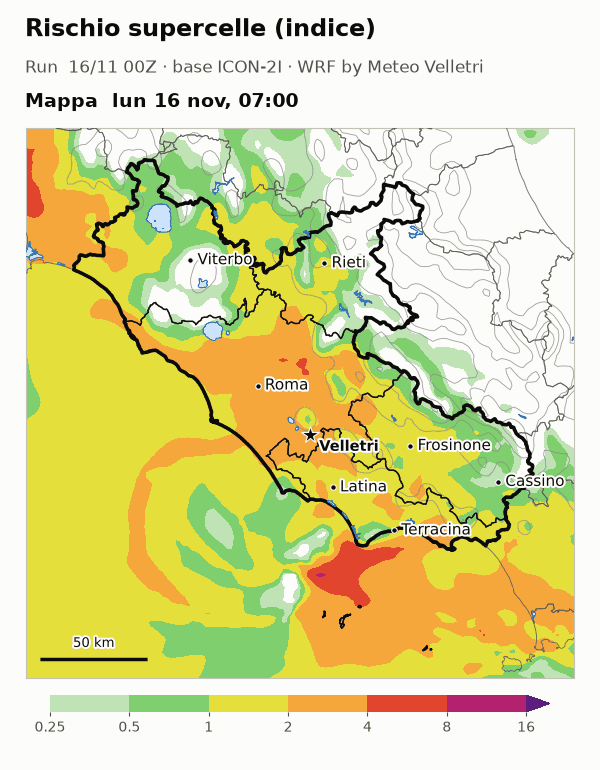 Rischio supercelle (indice)
Run  16/11 00Z · base ICON-2I · WRF by Meteo Velletri
Mappa  lun 16 nov, 07:00
Viterbo
Rieti
Roma
Velletri
Frosinone
Cassino
Latina
Terracina
50 km
0.25 0.5 1 2 4 8 16